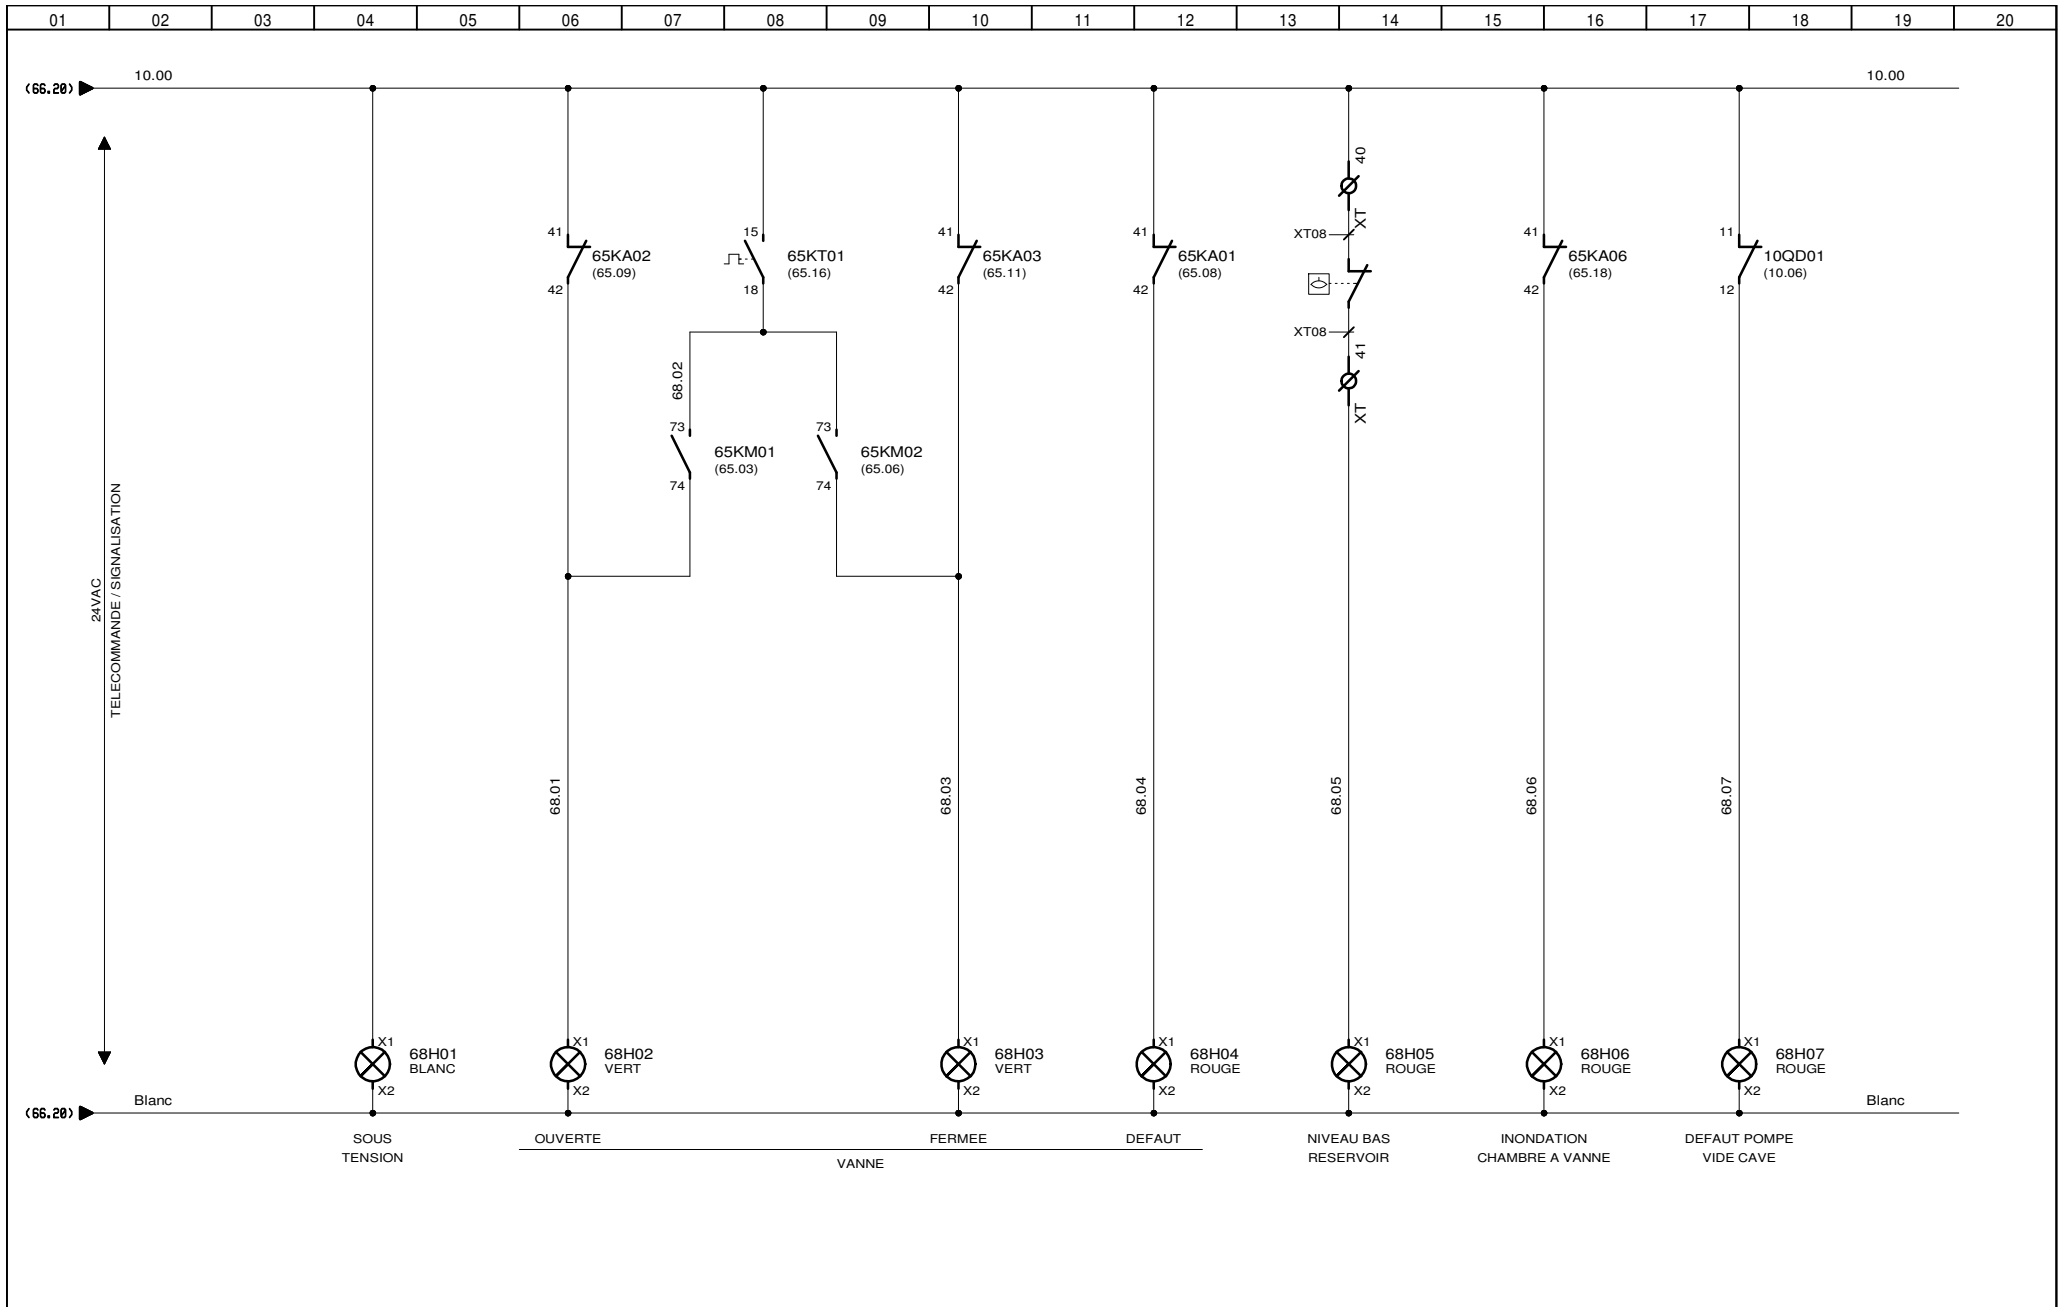 01 02 03 04 05 06 07 08 09 10 11 12 13 14 15 16 17 18 19 20
10.00 10.00
(66.20)
40
XT
41 15 41 41 XT08 41 11
65KA02 65KT01 65KA03 65KA01 65KA06 10QD01
(65.09) (65.16) (65.11) (65.08) (65.18) (10.06)
42 18 42 42 42 12
XT08
41
68.02
XT
73 73
65KM01 65KM02
(65.03) (65.06)
74 74
24VAC
TELECOMMANDE / SIGNALISATION
68.01 68.03 68.04 68.05 68.06 68.07
X1 X1 X1 X1 X1 X1 X1
68H01 68H02 68H03 68H04 68H05 68H06 68H07
BLANC VERT VERT ROUGE ROUGE ROUGE ROUGE
X2 X2 X2 X2 X2 X2 X2
Blanc Blanc
(66.20)
SOUS OUVERTE FERMEE DEFAUT NIVEAU BAS INONDATION DEFAUT POMPE
TENSION RESERVOIR CHAMBRE A VANNE VIDE CAVE
VANNE